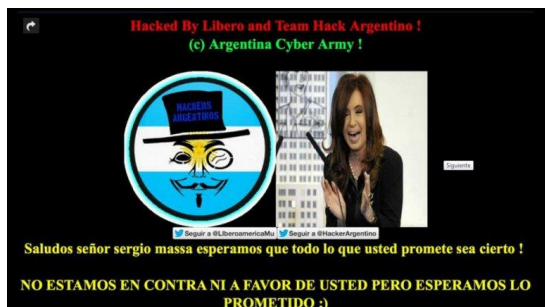 Hacked By Libero and Team Hack Argentino !
(c) Argentina Cyber Army !
HACKERS
ARGENTINOS
Siguiente
Seguir a @LiberoamericaMu
Seguir a @HackerArgentino
Saludos señor sergio massa esperamos que todo lo que usted promete sea cierto !
NO ESTAMOS EN CONTRA NI A FAVOR DE USTED PERO ESPERAMOS LO
PROMETIDO :)